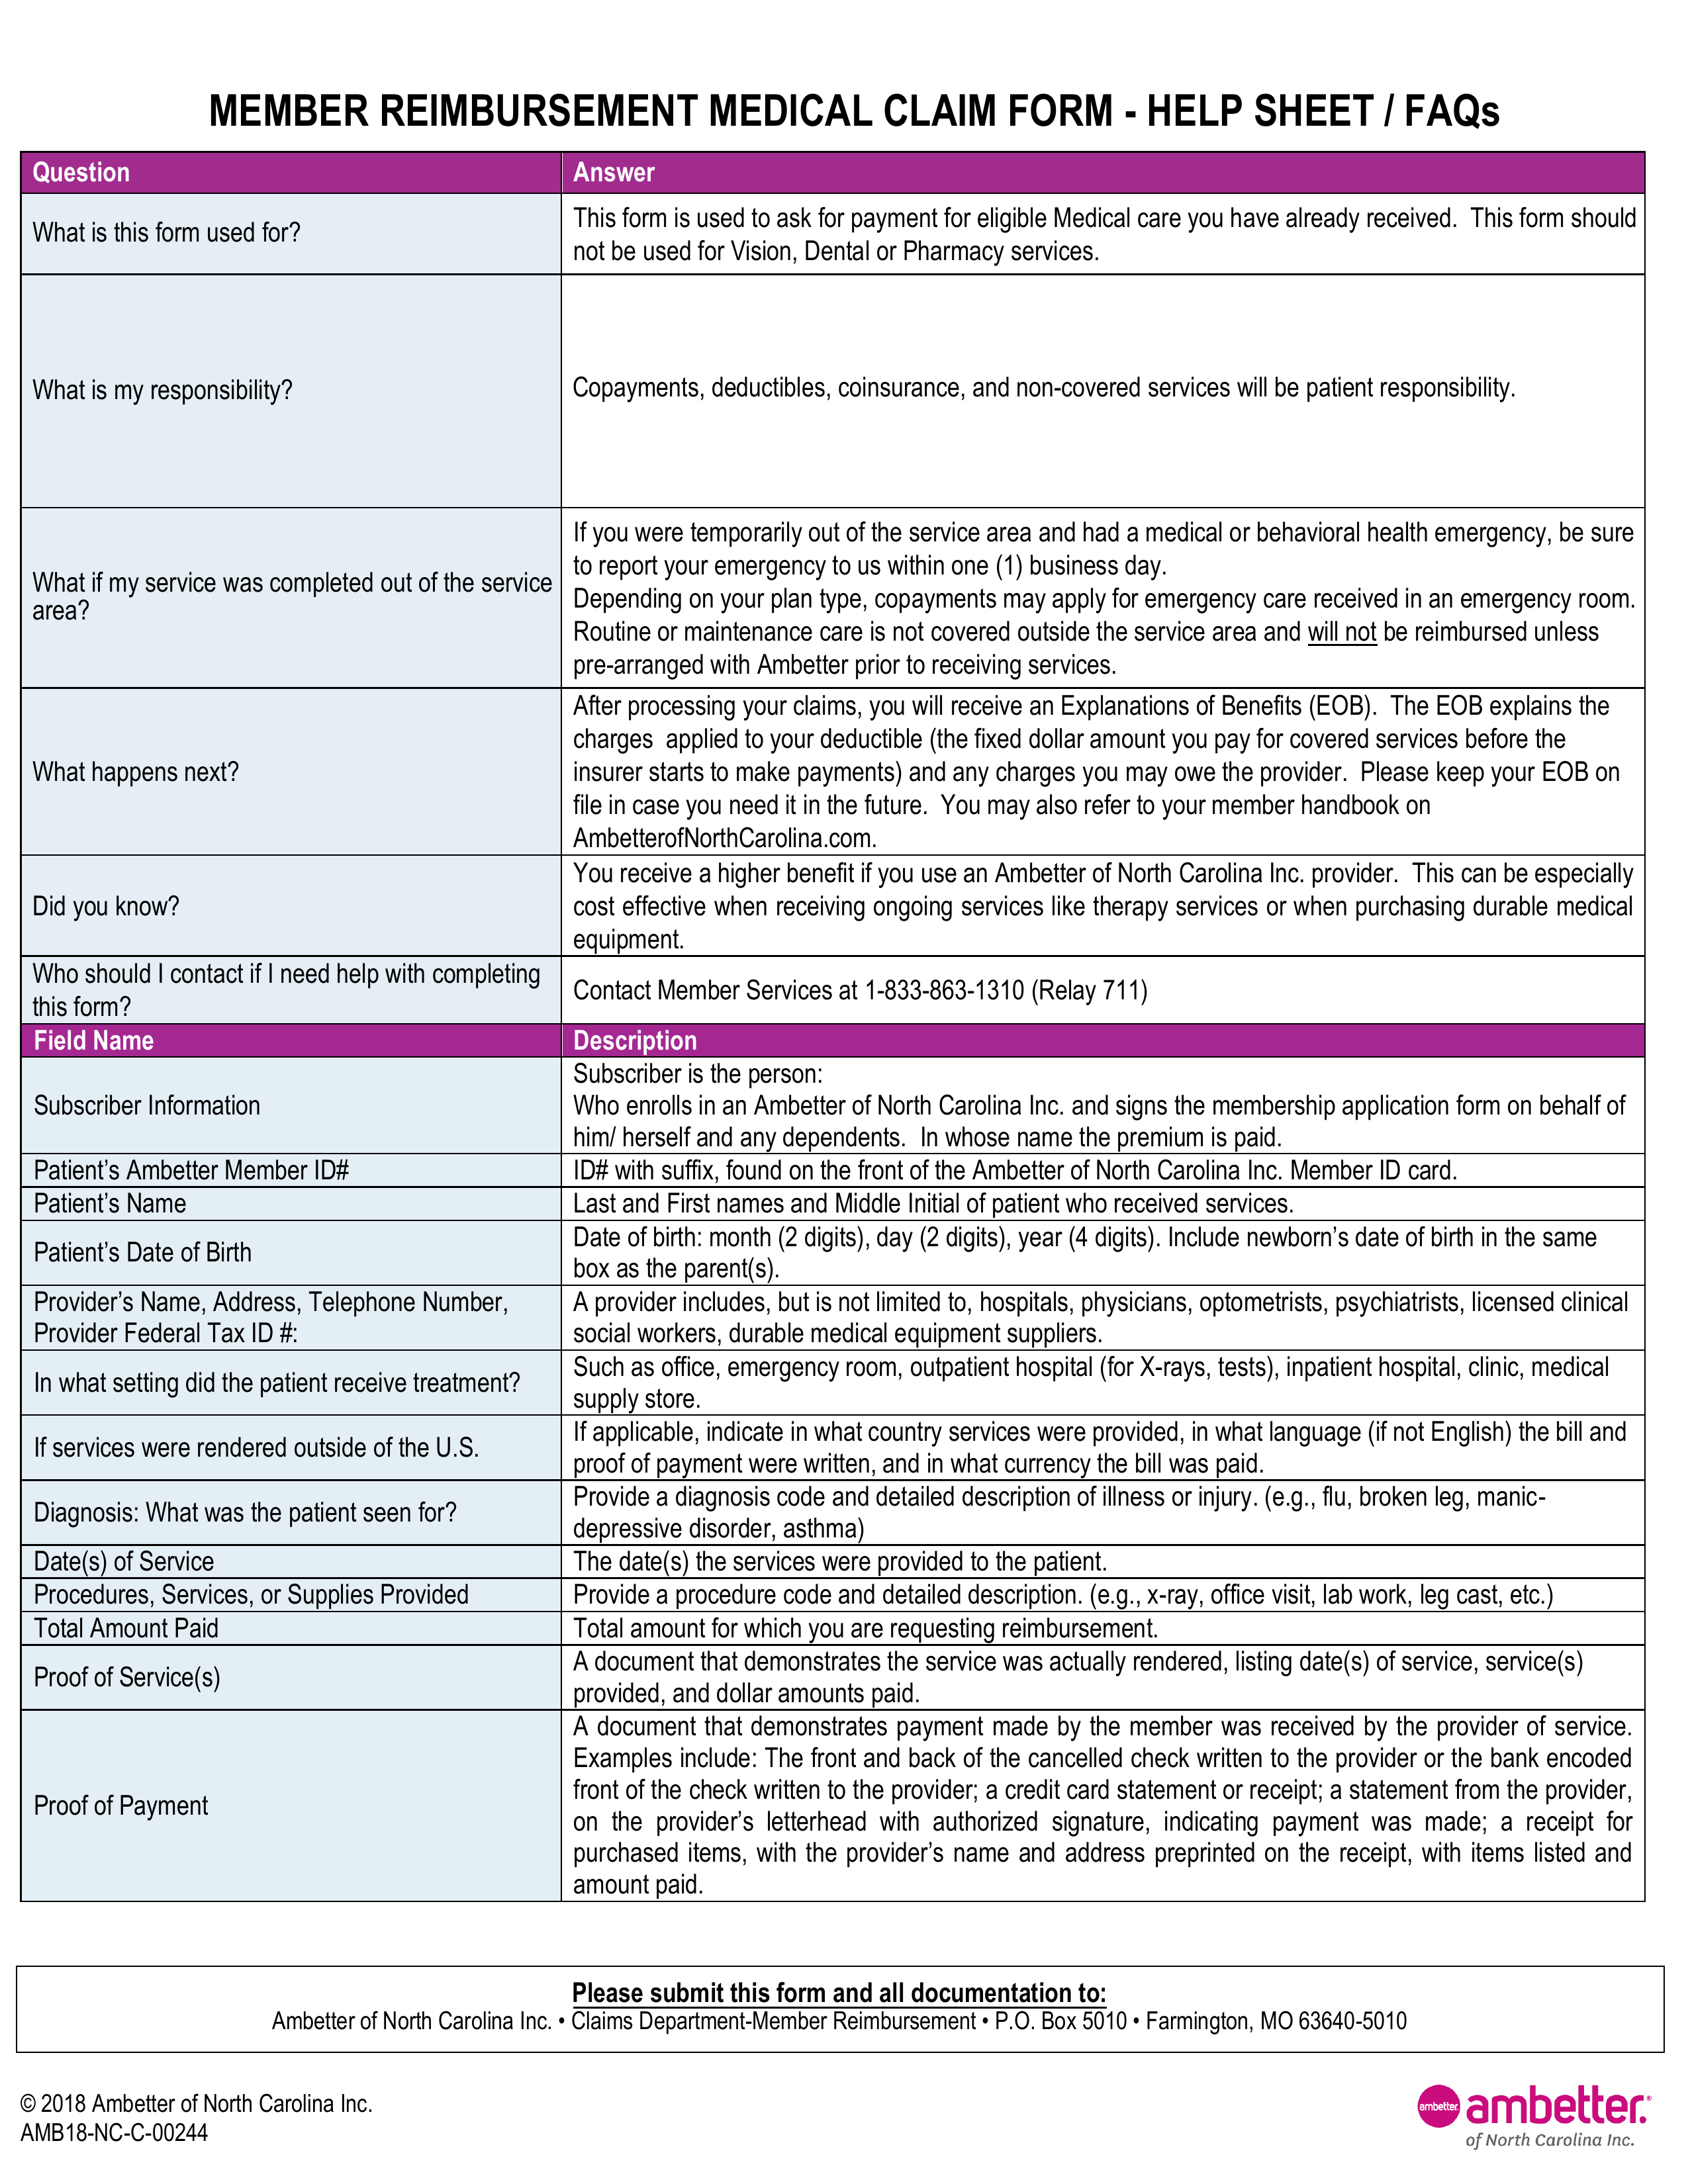 MEMBER REIMBURSEMENT MEDICAL CLAIM FORM - HELP SHEET / FAQs
Question
Answer
What is this form used for?
This form is used to ask for payment for eligible Medical care you have already received.  This form should
not be used for Vision, Dental or Pharmacy services.
What is my responsibility?
Copayments, deductibles, coinsurance, and non-covered services will be patient responsibility.
What if my service was completed out of the service
area?
If you were temporarily out of the service area and had a medical or behavioral health emergency, be sure
to report your emergency to us within one (1) business day.
Depending on your plan type, copayments may apply for emergency care received in an emergency room.
Routine or maintenance care is not covered outside the service area and will not be reimbursed unless
pre-arranged with Ambetter prior to receiving services.
What happens next?
After processing your claims, you will receive an Explanations of Benefits (EOB).  The EOB explains the
charges  applied to your deductible (the fixed dollar amount you pay for covered services before the
insurer starts to make payments) and any charges you may owe the provider.  Please keep your EOB on
file in case you need it in the future.  You may also refer to your member handbook on
AmbetterofNorthCarolina.com.
Did you know?
You receive a higher benefit if you use an Ambetter of North Carolina Inc. provider.  This can be especially
cost effective when receiving ongoing services like therapy services or when purchasing durable medical
equipment.
Who should I contact if I need help with completing
this form?
Contact Member Services at 1-833-863-1310 (Relay 711)
Field Name
Description
Subscriber Information
Subscriber is the person:
Who enrolls in an Ambetter of North Carolina Inc. and signs the membership application form on behalf of
him/ herself and any dependents.  In whose name the premium is paid.
Patient’s Ambetter Member ID#
ID# with suffix, found on the front of the Ambetter of North Carolina Inc. Member ID card.
Patient’s Name
Last and First names and Middle Initial of patient who received services.
Patient’s Date of Birth
Date of birth: month (2 digits), day (2 digits), year (4 digits). Include newborn’s date of birth in the same
box as the parent(s).
Provider’s Name, Address, Telephone Number,
Provider Federal Tax ID #:
A provider includes, but is not limited to, hospitals, physicians, optometrists, psychiatrists, licensed clinical
social workers, durable medical equipment suppliers.
In what setting did the patient receive treatment?
Such as office, emergency room, outpatient hospital (for X-rays, tests), inpatient hospital, clinic, medical
supply store.
If services were rendered outside of the U.S.
If applicable, indicate in what country services were provided, in what language (if not English) the bill and
proof of payment were written, and in what currency the bill was paid.
Diagnosis: What was the patient seen for?
Provide a diagnosis code and detailed description of illness or injury. (e.g., flu, broken leg, manic-
depressive disorder, asthma)
Date(s) of Service
The date(s) the services were provided to the patient.
Procedures, Services, or Supplies Provided
Provide a procedure code and detailed description. (e.g., x-ray, office visit, lab work, leg cast, etc.)
Total Amount Paid
Total amount for which you are requesting reimbursement.
Proof of Service(s)
A document that demonstrates the service was actually rendered, listing date(s) of service, service(s)
provided, and dollar amounts paid.
Proof of Payment
A document that demonstrates payment made by the member was received by the provider of service.
Examples include: The front and back of the cancelled check written to the provider or the bank encoded
front of the check written to the provider; a credit card statement or receipt; a statement from the provider,
on the provider’s letterhead with authorized signature, indicating payment was made; a receipt for
purchased items, with the provider’s name and address preprinted on the receipt, with items listed and
amount paid.
Please submit this form and all documentation to:
Ambetter of North Carolina Inc. • Claims Department-Member Reimbursement • P.O. Box 5010 • Farmington, MO 63640-5010
© 2018 Ambetter of North Carolina Inc.
AMB18-NC-C-00244
ambetter.
ambetter.
of North Carolina Inc.